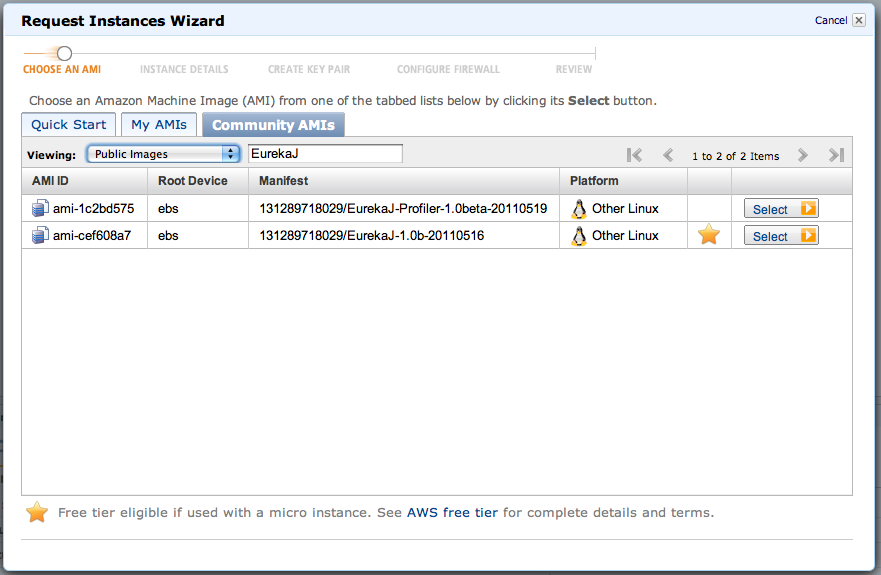 Request Instances Wizard
Cancel
CHOOSE AN AMI INSTANCE DETAILS CREATE KEY PAIR CONFIGURE FIREWALL REVIEW
Choose an Amazon Machine Image (AMI) from one of the tabbed lists below by clicking its Select button.
Quick Start My AMIs Community AMIs
Viewing: Public Images EurekaJ 1 to 2 of 2 Items
AMI ID Root Device Manifest Platform
ami-1c2bd575 ebs 131289718029/EurekaJ-Profiler-1.0beta-20110519 Other Linux Select
ami-cef608a7 ebs 131289718029/EurekaJ-1.0b-20110516 Other Linux Select
Free tier eligible if used with a micro instance. See AWS free tier for complete details and terms.